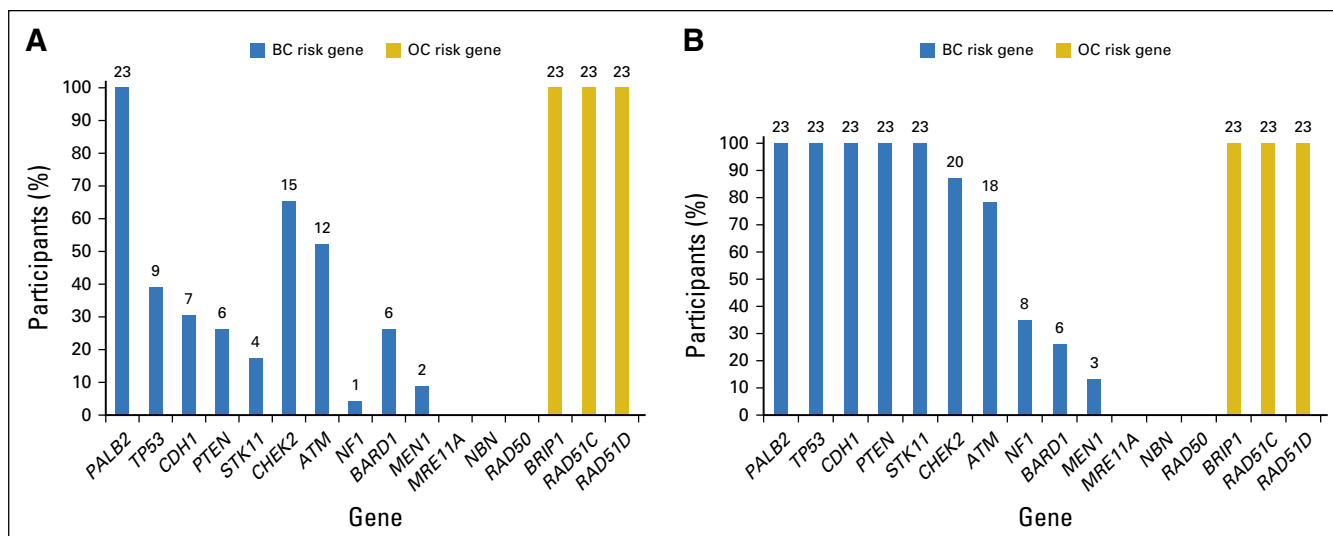 A
BC risk gene OC risk gene
Participants (%)
100
90
80
70
60
50
40
30
20
10
0
23 9 7 6 4 15 12 1 6 2 23 23 23
PALB2 TP53 CDH1 PTEN STK11 CHEK2 ATM NF1 BARD1 MEN1 MRE11A NBN RAD50 BRIP1 RAD51C RAD51D
Gene
B
BC risk gene OC risk gene
Participants (%)
100
90
80
70
60
50
40
30
20
10
0
23 23 23 23 23 20 18 8 6 3 23 23 23
PALB2 TP53 CDH1 PTEN STK11 CHEK2 ATM NF1 BARD1 MEN1 MRE11A NBN RAD50 BRIP1 RAD51C RAD51D
Gene